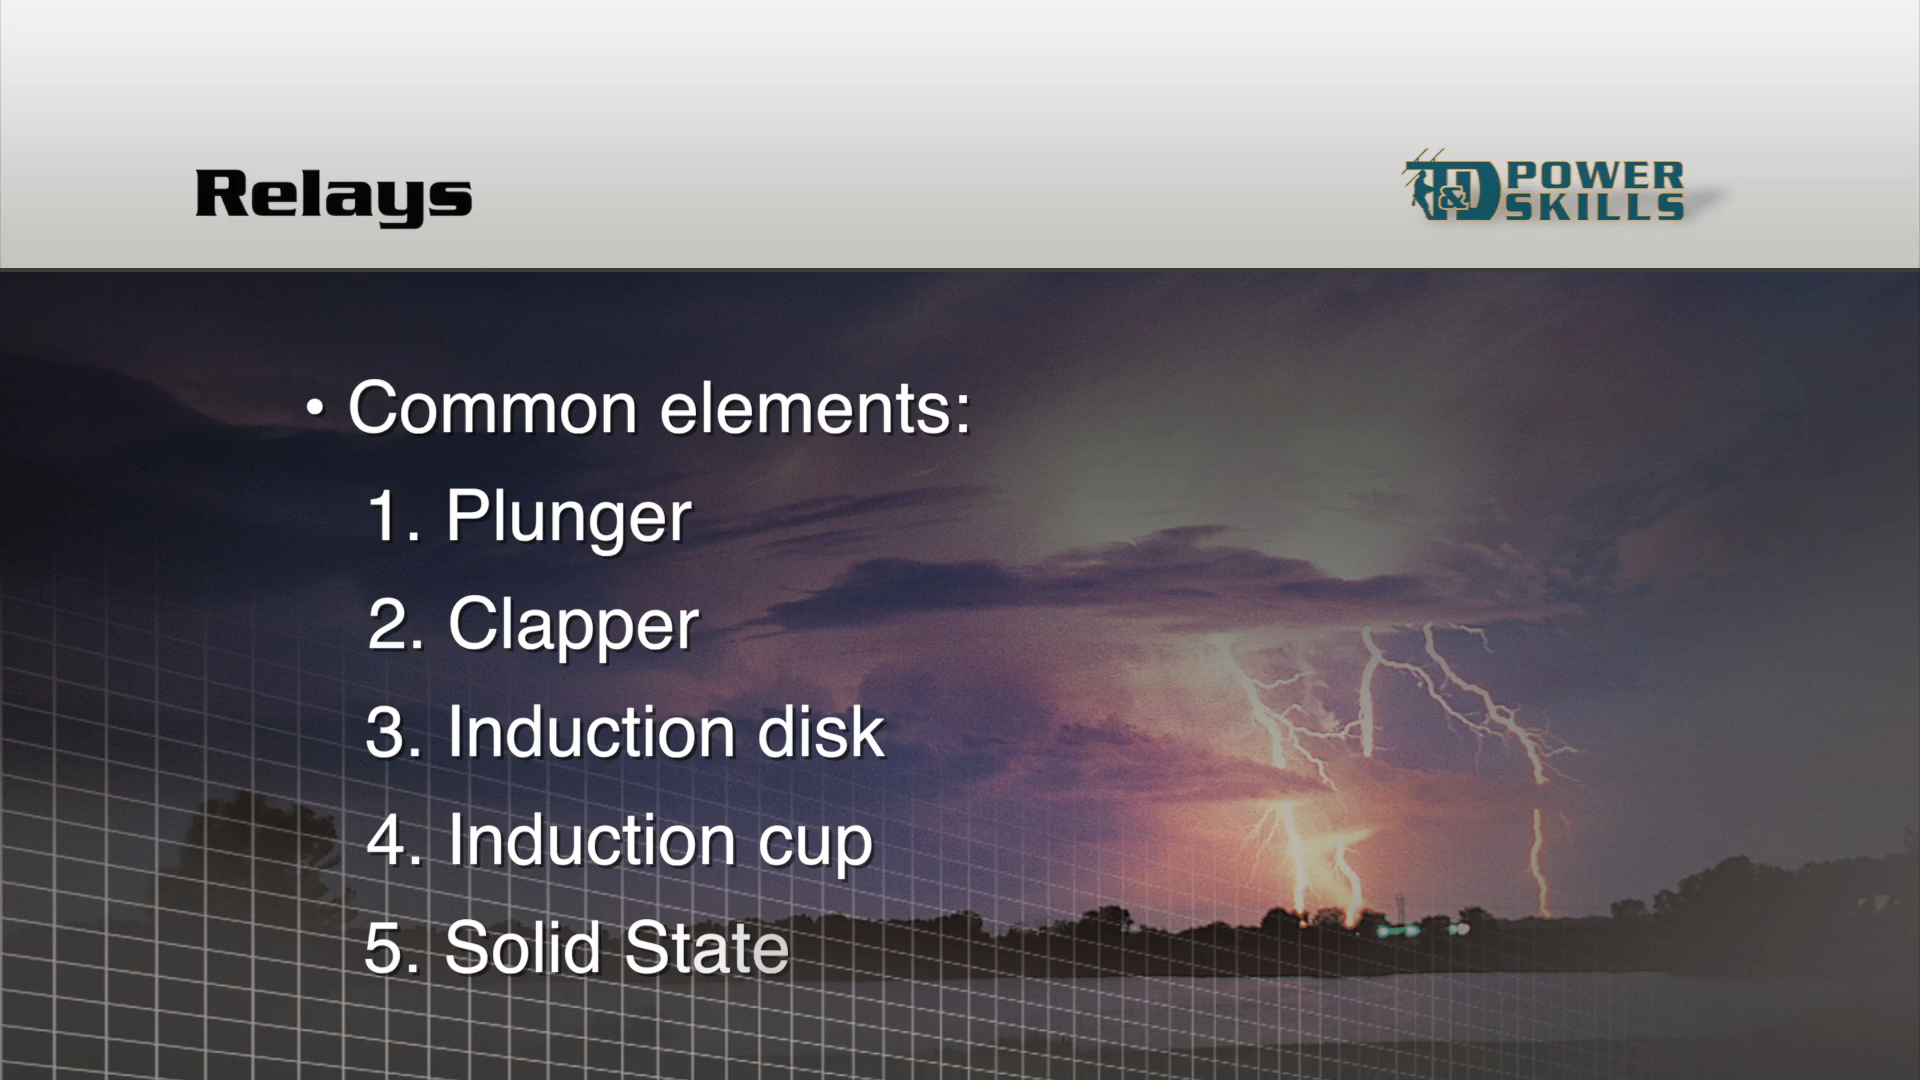 Relays
T&D POWER
SKILLS
• Common elements:
1. Plunger
2. Clapper
3. Induction disk
4. Induction cup
5. Solid State